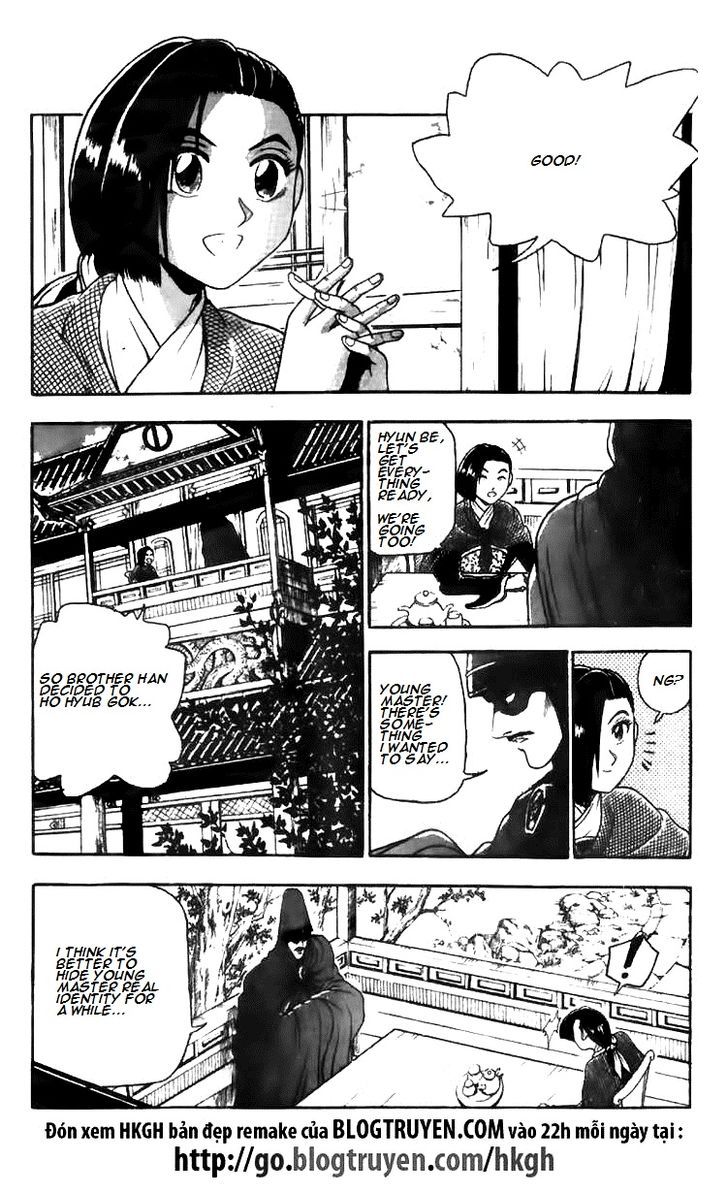 GOOD!
SO BROTHER HAN
DECIDED TO
HO HYUB GOK...
HYUN BE,
LET'S
GET
EVERY-
THING
READY,
WE'RE
GOING
TOO!
YOUNG
MASTER!
THERE'S
SOME-
THING
I WANTED
TO SAY...
NG?
I THINK IT'S
BETTER TO
HIDE YOUNG
MASTER REAL
IDENTITY FOR
A WHILE...
!
Đón xem HKGH bản đẹp remake của BLOGTRUYEN.COM vào 22h mỗi ngày tại :
http://go.blogtruyen.com/hkgh